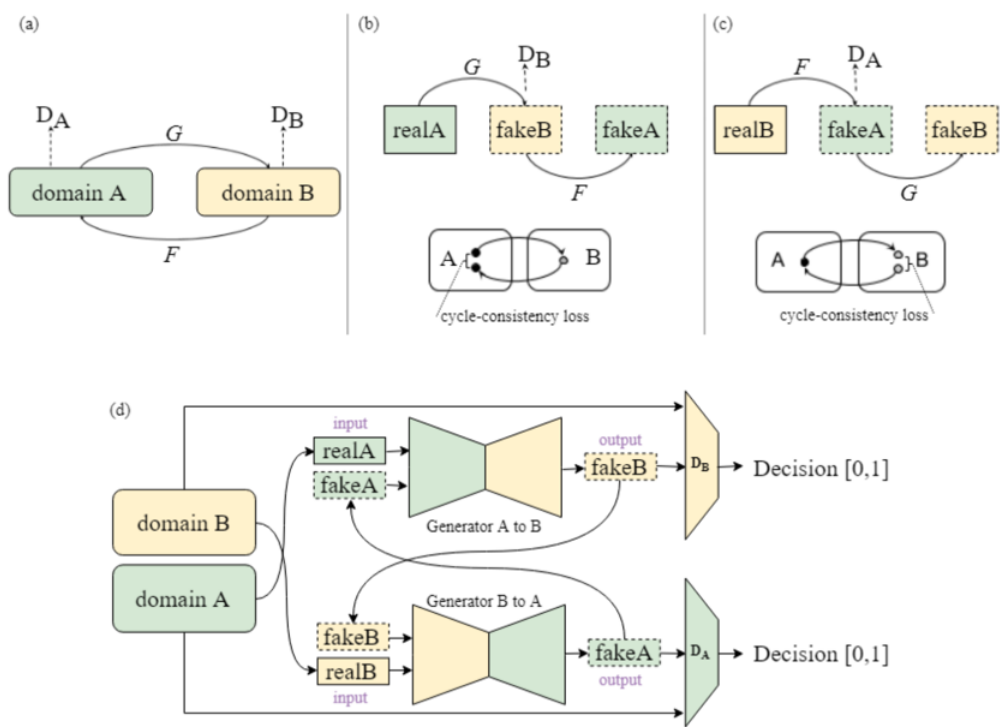 (a)
D_A
G
D_B
domain A
domain B
F
(b)
D_B
G
realA
fakeB
fakeA
F
A
B
cycle-consistency loss
(c)
D_A
F
realB
fakeA
fakeB
G
A
B
cycle-consistency loss
(d)
input
realA
fakeA
Generator A to B
output
fakeB
D_B
Decision [0,1]
domain B
domain A
Generator B to A
fakeB
realB
input
fakeA
output
D_A
Decision [0,1]